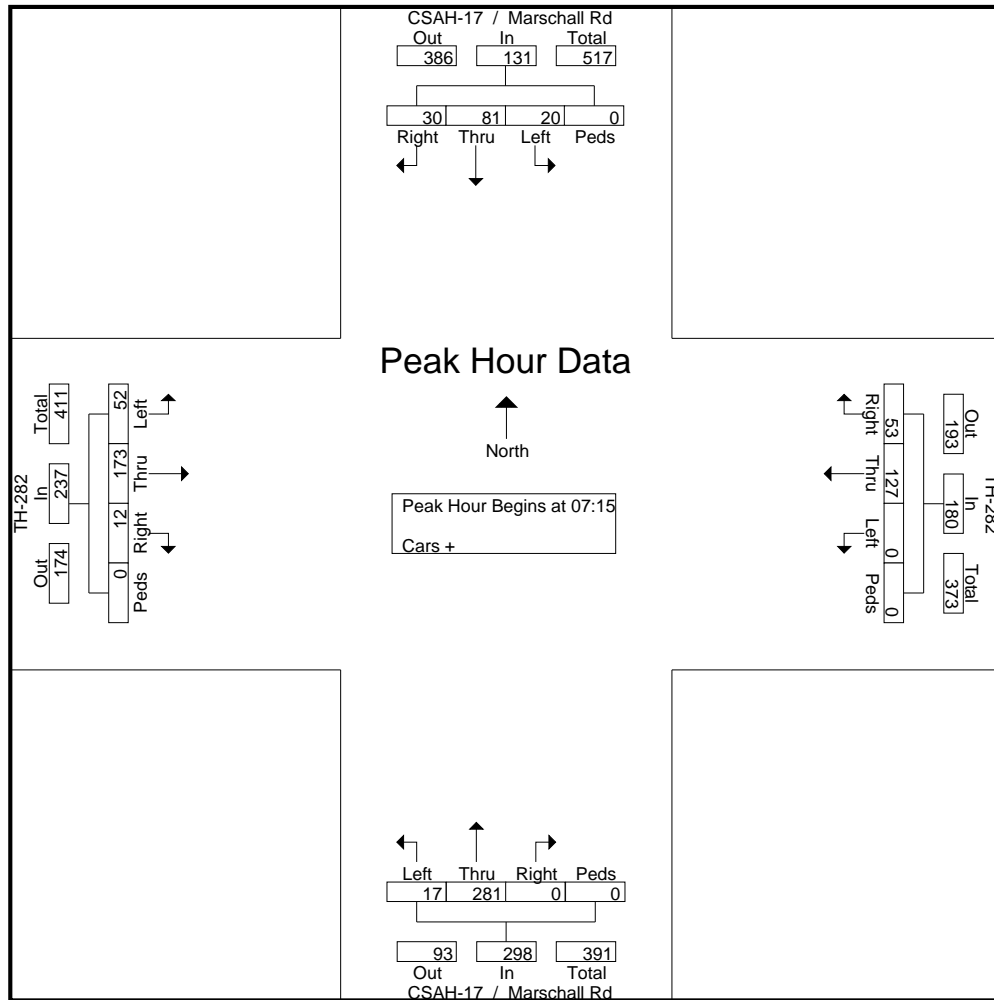 CSAH-17 / Marschall Rd
Out In Total
386 131 517
30 81 20 0
Right Thru Left Peds
Peak Hour Data
North
Peak Hour Begins at 07:15
Cars +
TH-282
Total In Out
411 237 174
52 173 12 0
Left Thru Right Peds
TH-282
Out In Total
193 180 373
53 127 0 0
Right Thru Left Peds
Left Thru Right Peds
17 281 0 0
93 298 391
Out In Total
CSAH-17 / Marschall Rd